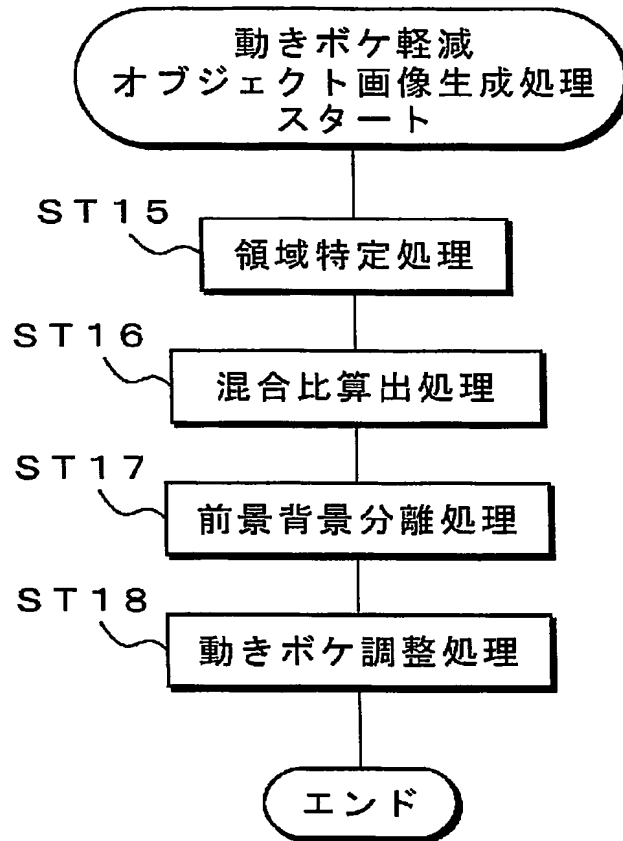 動きボケ軽減
オブジェクト画像生成処理
スタート
ST15
領域特定処理
ST16
混合比算出処理
ST17
前景背景分離処理
ST18
動きボケ調整処理
エンド